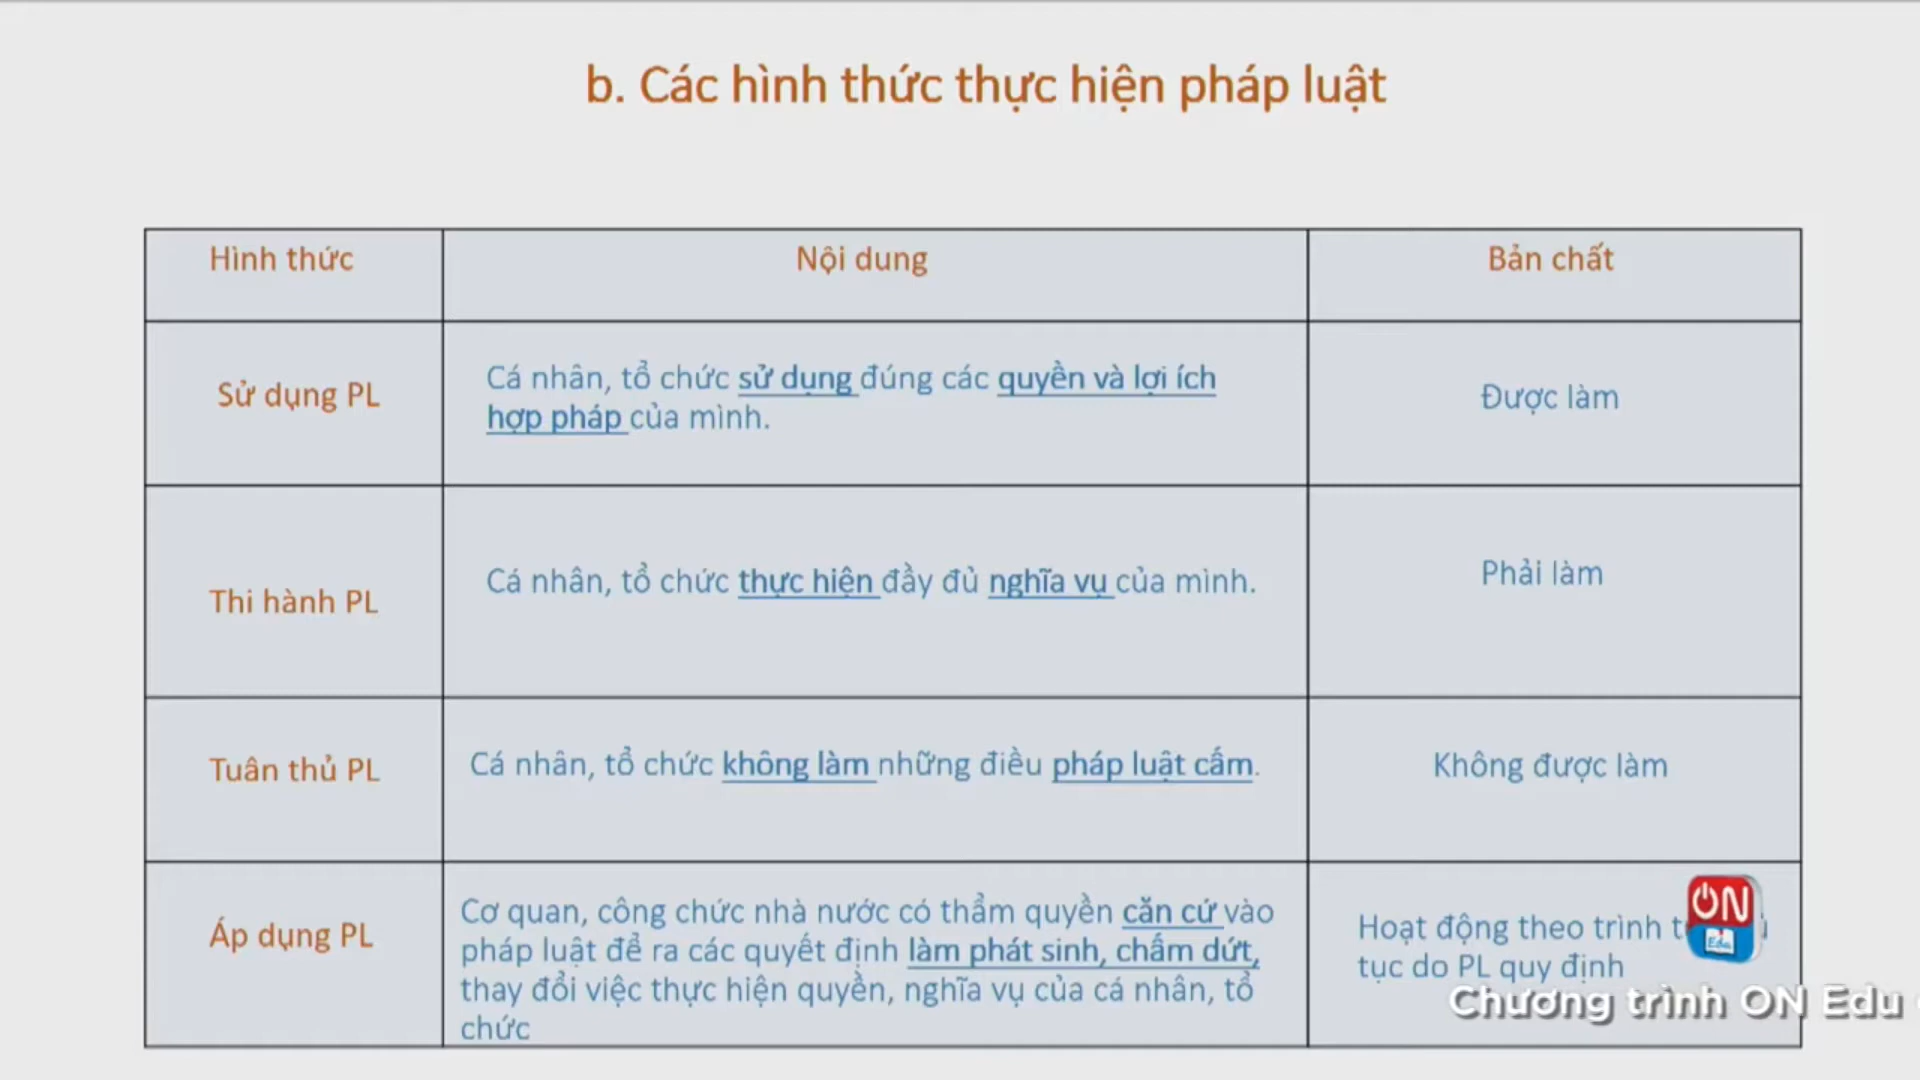 b. Các hình thức thực hiện pháp luật
Hình thức
Nội dung
Bản chất
Sử dụng PL
Cá nhân, tổ chức sử dụng đúng các quyền và lợi ích
hợp pháp của mình.
Được làm
Thi hành PL
Cá nhân, tổ chức thực hiện đầy đủ nghĩa vụ của mình.
Phải làm
Tuân thủ PL
Cá nhân, tổ chức không làm những điều pháp luật cấm.
Không được làm
Áp dụng PL
Cơ quan, công chức nhà nước có thẩm quyền căn cứ vào
pháp luật để ra các quyết định làm phát sinh, chấm dứt,
thay đổi việc thực hiện quyền, nghĩa vụ của cá nhân, tổ
chức
Hoạt động theo trình
tục do PL quy định
ON
Edu
Chương trình ON Edu